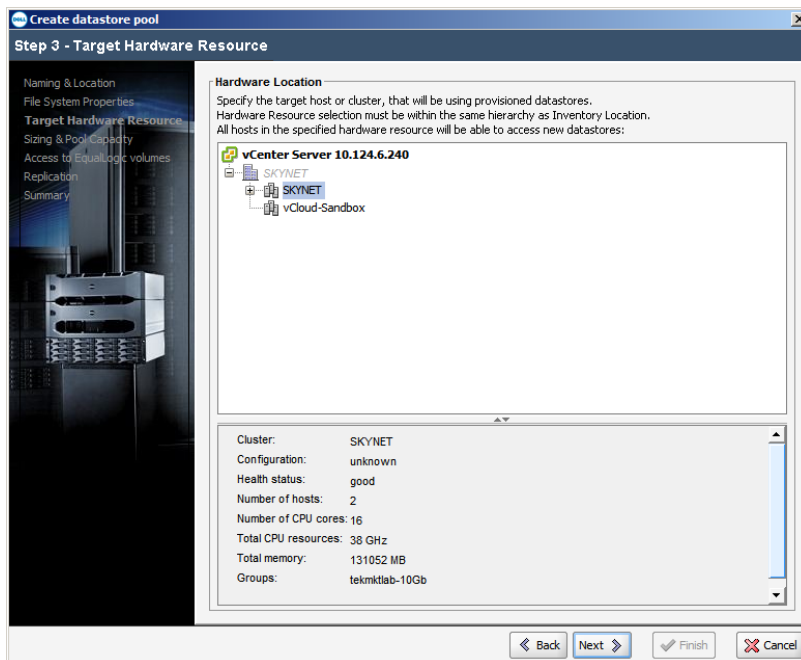 DELL Create datastore pool
Step 3 - Target Hardware Resource
Naming & Location
File System Properties
Target Hardware Resource
Sizing & Pool Capacity
Access to EqualLogic volumes
Replication
Summary
Hardware Location
Specify the target host or cluster, that will be using provisioned datastores.
Hardware Resource selection must be within the same hierarchy as Inventory Location.
All hosts in the specified hardware resource will be able to access new datastores:
vCenter Server 10.124.6.240
SKYNET
SKYNET
vCloud-Sandbox
Cluster: SKYNET
Configuration: unknown
Health status: good
Number of hosts: 2
Number of CPU cores: 16
Total CPU resources: 38 GHz
Total memory: 131052 MB
Groups: tekmktlab-10Gb
Back Next Finish Cancel